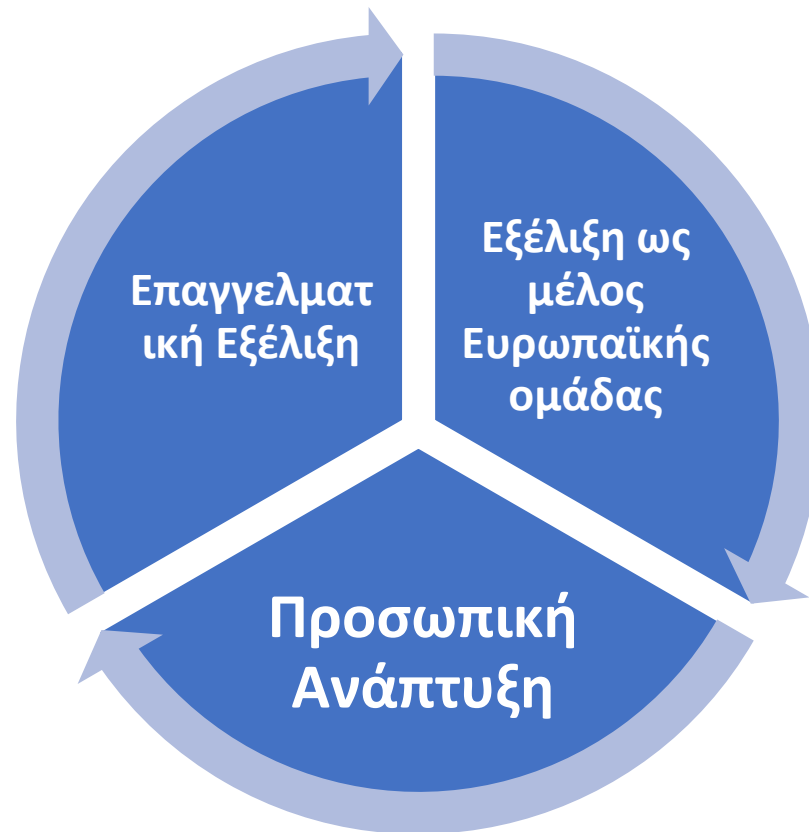 Επαγγελματ
ική Εξέλιξη
Εξέλιξη ως
μέλος
Ευρωπαϊκής
ομάδας
Προσωπική
Ανάπτυξη